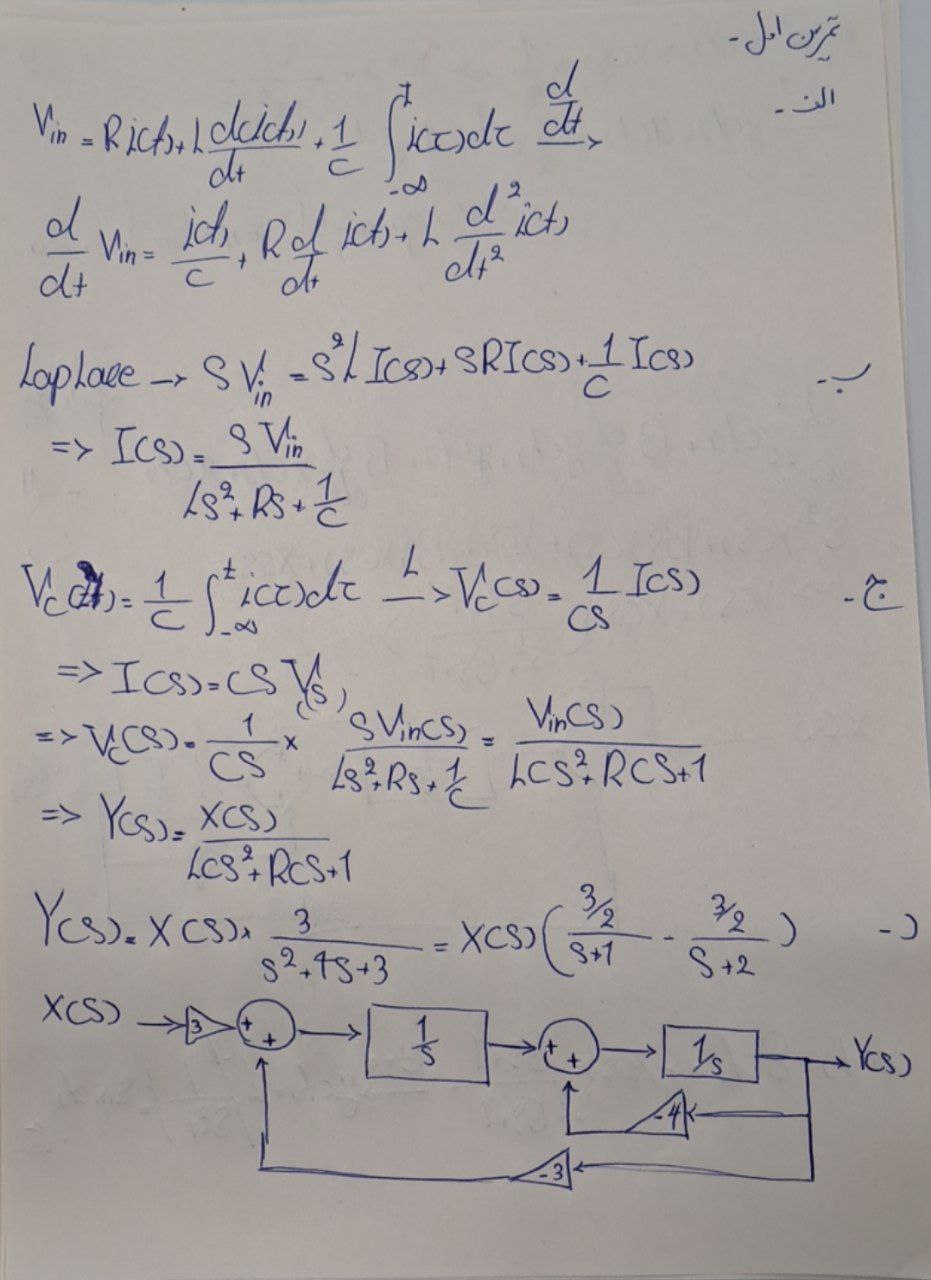 تمرین اول -
الف -
Vin = Ri(t) + L di(t)/dt + 1/C ∫_{-∞}^{t} i(τ)dτ d/dt →
d/dt Vin = i(t)/C + R d/dt i(t) + L d²/dt² i(t)
ب - Laplace → S Vin = S²L I(S) + SRI(S) + 1/C I(S)
=> I(S) = S Vin / (LS² + RS + 1/C)
ج - Vc(t) = 1/C ∫_{-∞}^{t} i(τ)dτ L→ Vc(S) = 1/CS I(S)
=> I(S) = CS Vc(S)
=> Vc(S) = 1/CS × S Vin(S) / (LS² + RS + 1/C) = Vin(S) / (LCS² + RCS + 1)
=> Y(S) = X(S) / (LCS² + RCS + 1)
د - Y(S) = X(S) × 3 / (S² + 4S + 3) = X(S) ( 3/2 / (S+1) - 3/2 / (S+2) )
X(S) → 3 + + → 1/S → + + → 1/S → Y(S)
-4
-3